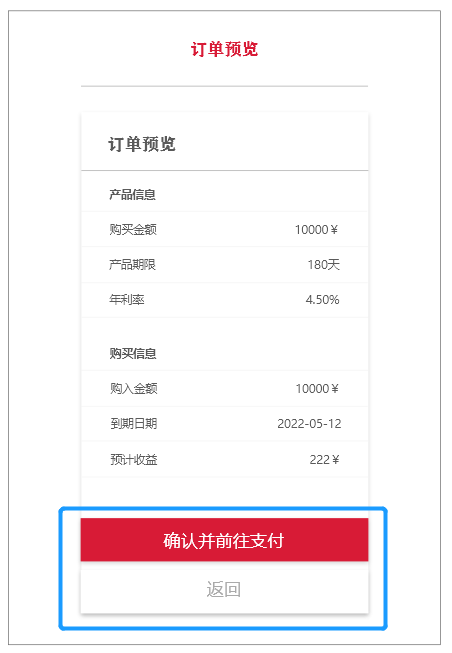 订单预览
订单预览
产品信息
购买金额 10000￥
产品期限 180天
年利率 4.50%
购买信息
购入金额 10000￥
到期日期 2022-05-12
预计收益 222￥
确认并前往支付
返回